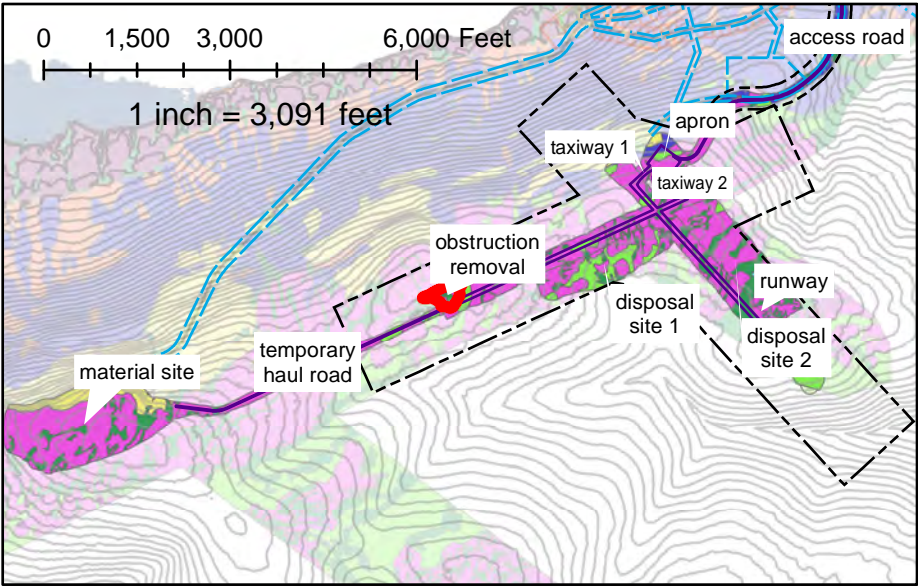 0 1,500 3,000 6,000 Feet
1 inch = 3,091 feet
access road
apron
taxiway 1
taxiway 2
obstruction
removal
runway
disposal
site 1
disposal
site 2
temporary
haul road
material site